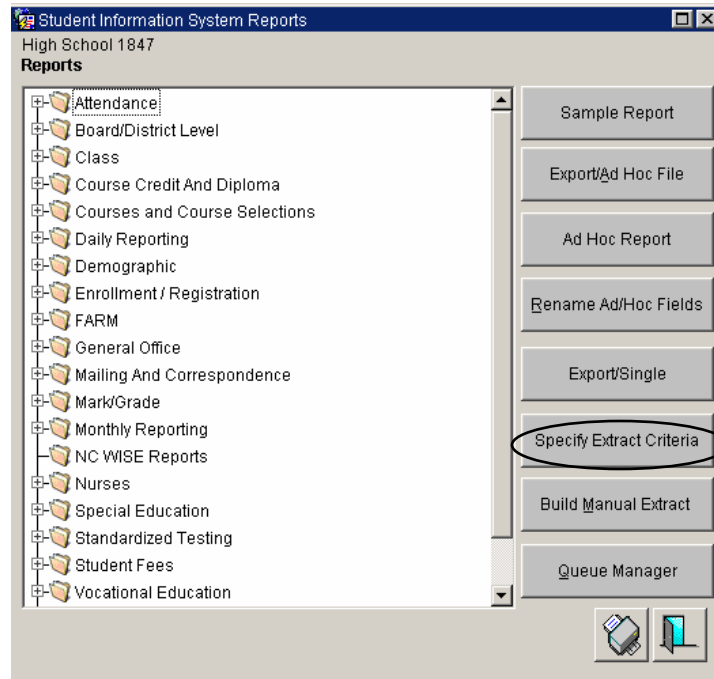 Student Information System Reports
High School 1847
Reports
Attendance
Board/District Level
Class
Course Credit And Diploma
Courses and Course Selections
Daily Reporting
Demographic
Enrollment / Registration
FARM
General Office
Mailing And Correspondence
Mark/Grade
Monthly Reporting
NC WISE Reports
Nurses
Special Education
Standardized Testing
Student Fees
Vocational Education
Sample Report
Export/Ad Hoc File
Ad Hoc Report
Rename Ad/Hoc Fields
Export/Single
Specify Extract Criteria
Build Manual Extract
Queue Manager